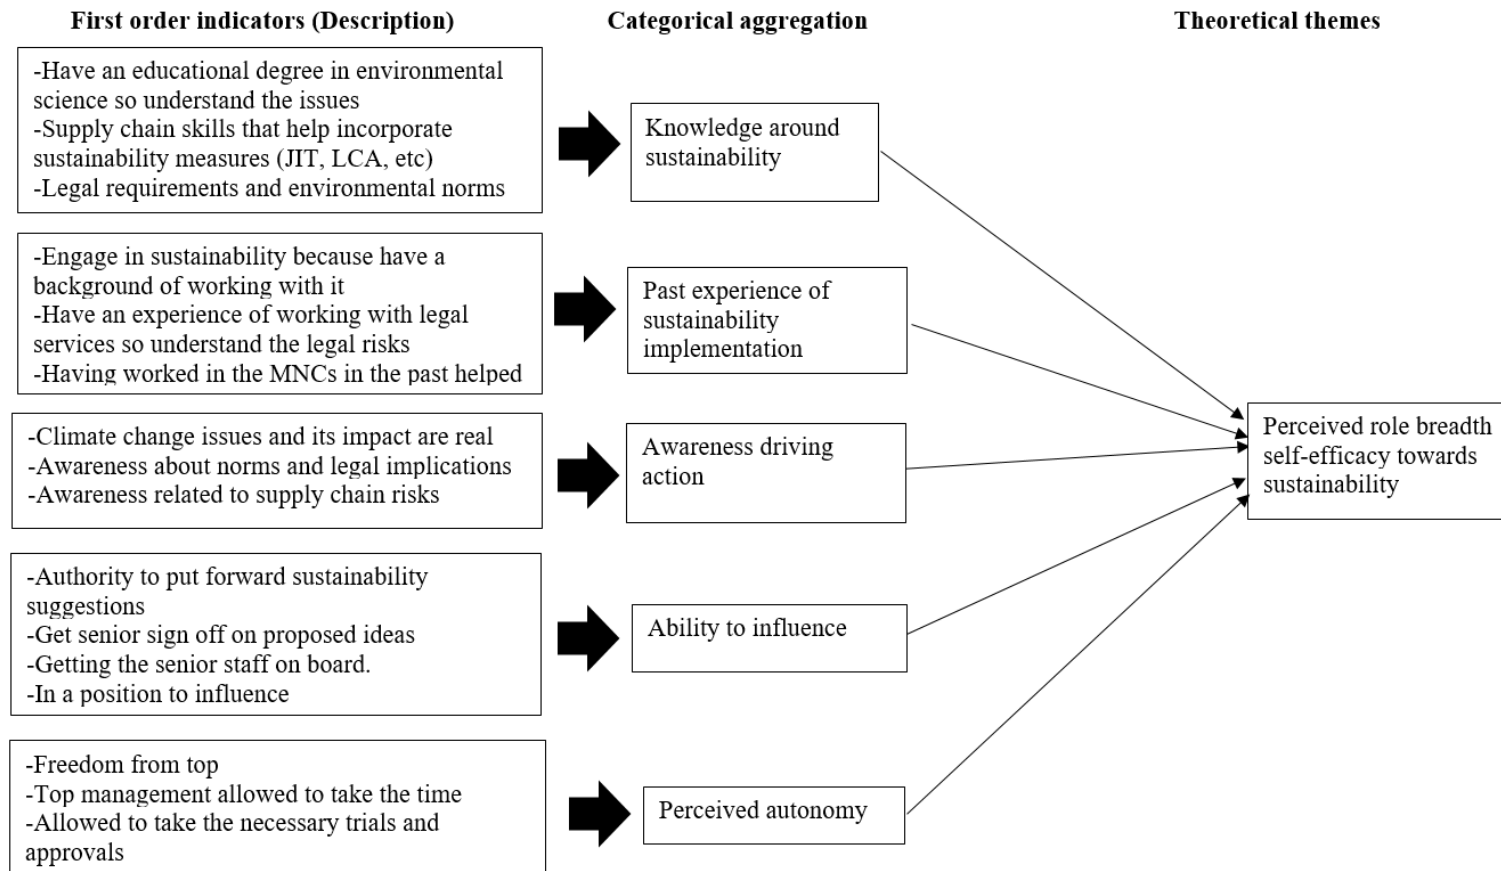 First order indicators (Description)
Categorical aggregation
Theoretical themes
-Have an educational degree in environmental
science so understand the issues
-Supply chain skills that help incorporate
sustainability measures (JIT, LCA, etc)
-Legal requirements and environmental norms
Knowledge around
sustainability
-Engage in sustainability because have a
background of working with it
-Have an experience of working with legal
services so understand the legal risks
-Having worked in the MNCs in the past helped
Past experience of
sustainability
implementation
-Climate change issues and its impact are real
-Awareness about norms and legal implications
-Awareness related to supply chain risks
Awareness driving
action
Perceived role breadth
self-efficacy towards
sustainability
-Authority to put forward sustainability
suggestions
-Get senior sign off on proposed ideas
-Getting the senior staff on board.
-In a position to influence
Ability to influence
-Freedom from top
-Top management allowed to take the time
-Allowed to take the necessary trials and
approvals
Perceived autonomy